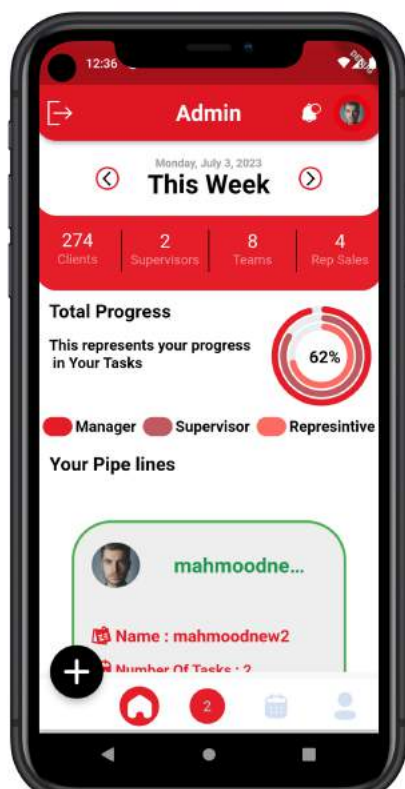 12:36
DEBUG
Admin
Monday, July 3, 2023
This Week
274 2 8 4
Clients Supervisors Teams Rep Sales
Total Progress
This represents your progress
in Your Tasks
62%
Manager Supervisor Represintive
Your Pipe lines
mahmoodne...
Name : mahmoodnew2
Number Of Tasks : 2
2